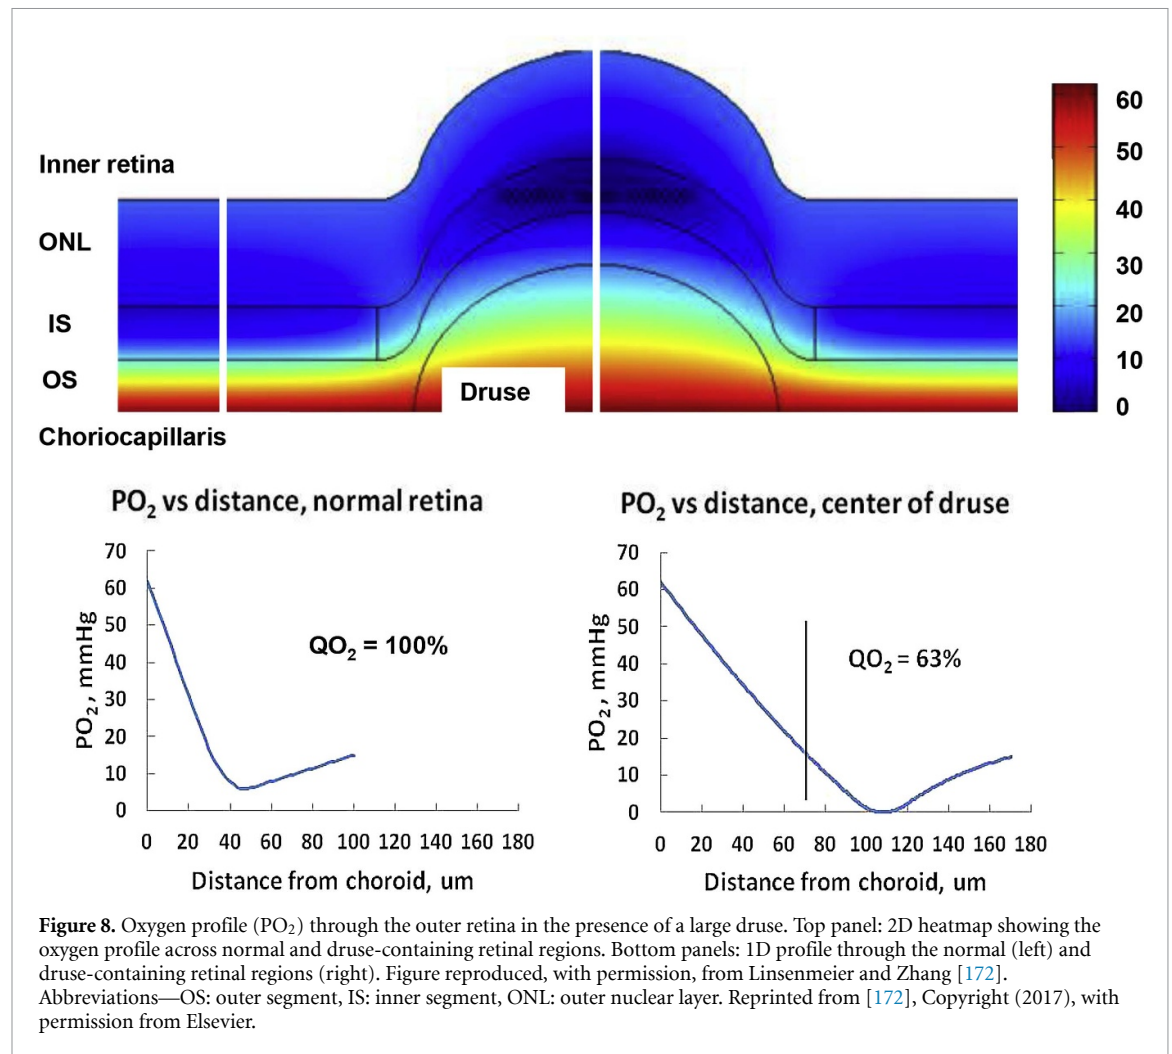 Inner retina
ONL
IS
OS
Druse
Choriocapillaris
60
50
40
30
20
10
0
PO₂ vs distance, normal retina
70
60
50
40
30
20
10
0
PO₂, mmHg
QO₂ = 100%
0 20 40 60 80 100 120 140 160 180
Distance from choroid, um
PO₂ vs distance, center of druse
70
60
50
40
30
20
10
0
PO₂, mmHg
QO₂ = 63%
0 20 40 60 80 100 120 140 160 180
Distance from choroid, um
Figure 8. Oxygen profile (PO₂) through the outer retina in the presence of a large druse. Top panel: 2D heatmap showing the
oxygen profile across normal and druse-containing retinal regions. Bottom panels: 1D profile through the normal (left) and
druse-containing retinal regions (right). Figure reproduced, with permission, from Linsenmeier and Zhang [172].
Abbreviations—OS: outer segment, IS: inner segment, ONL: outer nuclear layer. Reprinted from [172], Copyright (2017), with
permission from Elsevier.